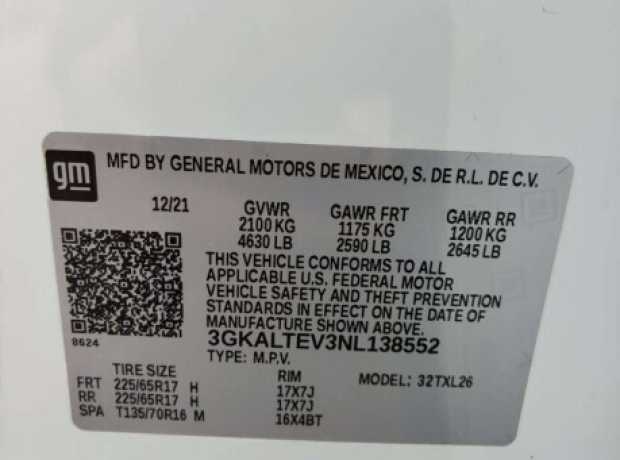 gm
MFD BY GENERAL MOTORS DE MEXICO, S. DE R.L. DE C.V.
12/21 GVWR GAWR FRT GAWR RR
2100 KG 1175 KG 1200 KG
4630 LB 2590 LB 2645 LB
THIS VEHICLE CONFORMS TO ALL
APPLICABLE U.S. FEDERAL MOTOR
VEHICLE SAFETY AND THEFT PREVENTION
STANDARDS IN EFFECT ON THE DATE
OF MANUFACTURE SHOWN ABOVE.
8624
3GKALTEV3NL138552
TYPE: M.P.V.
TIRE SIZE RIM MODEL: 32TXL26
FRT 225/65R17 H 17X7J
RR 225/65R17 H 17X7J
SPA T135/70R16 M 16X4BT